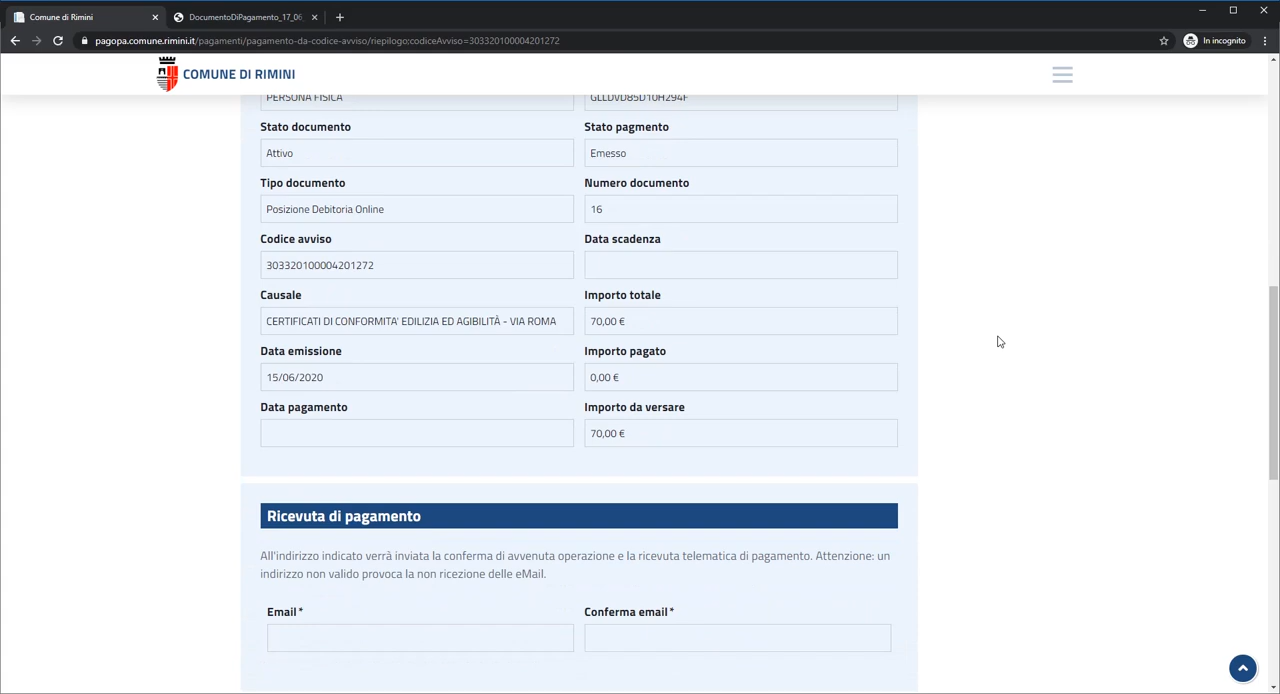 Comune di Rimini
DocumentoDiPagamento_17_06_
pagopa.comune.rimini.it/pagamenti/pagamento-da-codice-avviso/riepilogo:codiceAvviso=303320100004201272
In incognito
COMUNE DI RIMINI
PERSONA FISICA
GLLDVD85D10H294F
Stato documento
Stato pagmento
Attivo
Emesso
Tipo documento
Numero documento
Posizione Debitoria Online
16
Codice avviso
Data scadenza
303320100004201272
Causale
Importo totale
CERTIFICATI DI CONFORMITA' EDILIZIA ED AGIBILITÀ - VIA ROMA
70,00 €
Data emissione
Importo pagato
15/06/2020
0,00 €
Data pagamento
Importo da versare
70,00 €
Ricevuta di pagamento
All'indirizzo indicato verrà inviata la conferma di avvenuta operazione e la ricevuta telematica di pagamento. Attenzione: un
indirizzo non valido provoca la non ricezione delle eMail.
Email *
Conferma email *